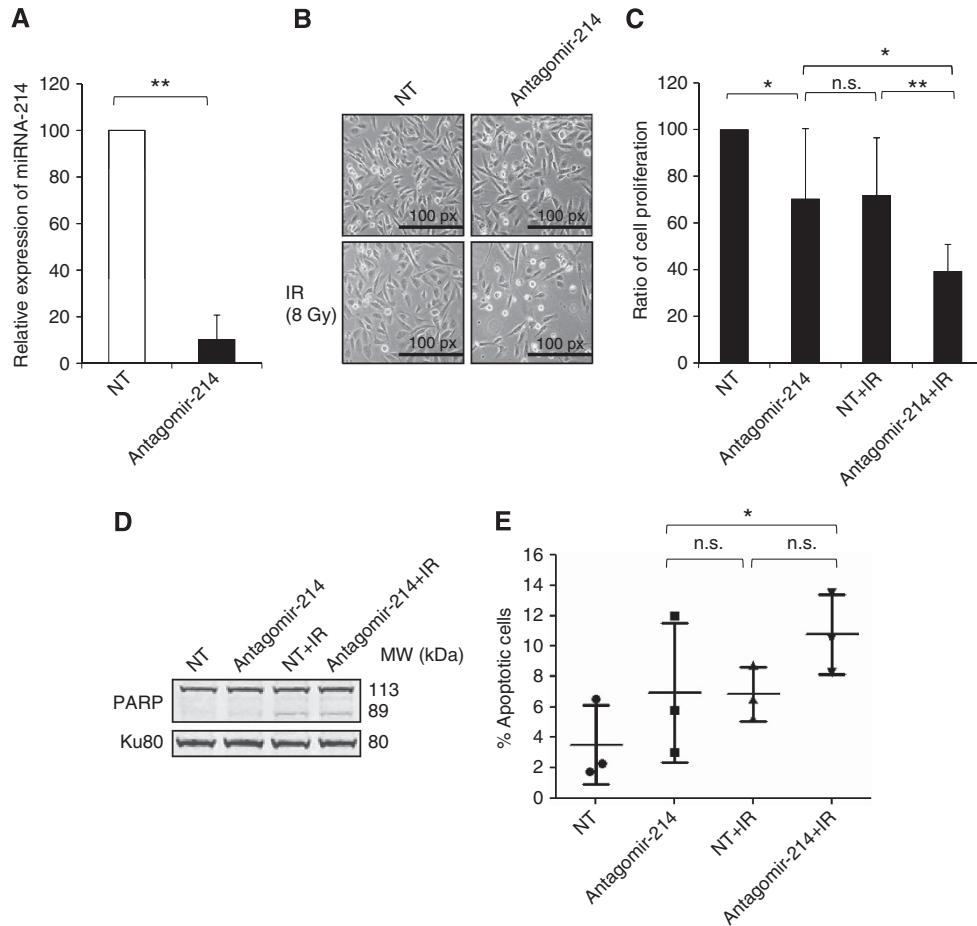 A
Relative expression of miRNA-214
120
100
80
60
40
20
0
**
NT
Antagomir-214
B
NT
Antagomir-214
100 px
100 px
IR
(8 Gy)
100 px
100 px
C
Ratio of cell proliferation
120
100
80
60
40
20
0
*
n.s.
*
**
NT
Antagomir-214
NT+IR
Antagomir-214+IR
D
NT
Antagomir-214
NT+IR
Antagomir-214+IR
MW (kDa)
PARP
113
89
Ku80
80
E
% Apoptotic cells
16
14
12
10
8
6
4
2
0
*
n.s.
n.s.
NT
Antagomir-214
NT+IR
Antagomir-214+IR